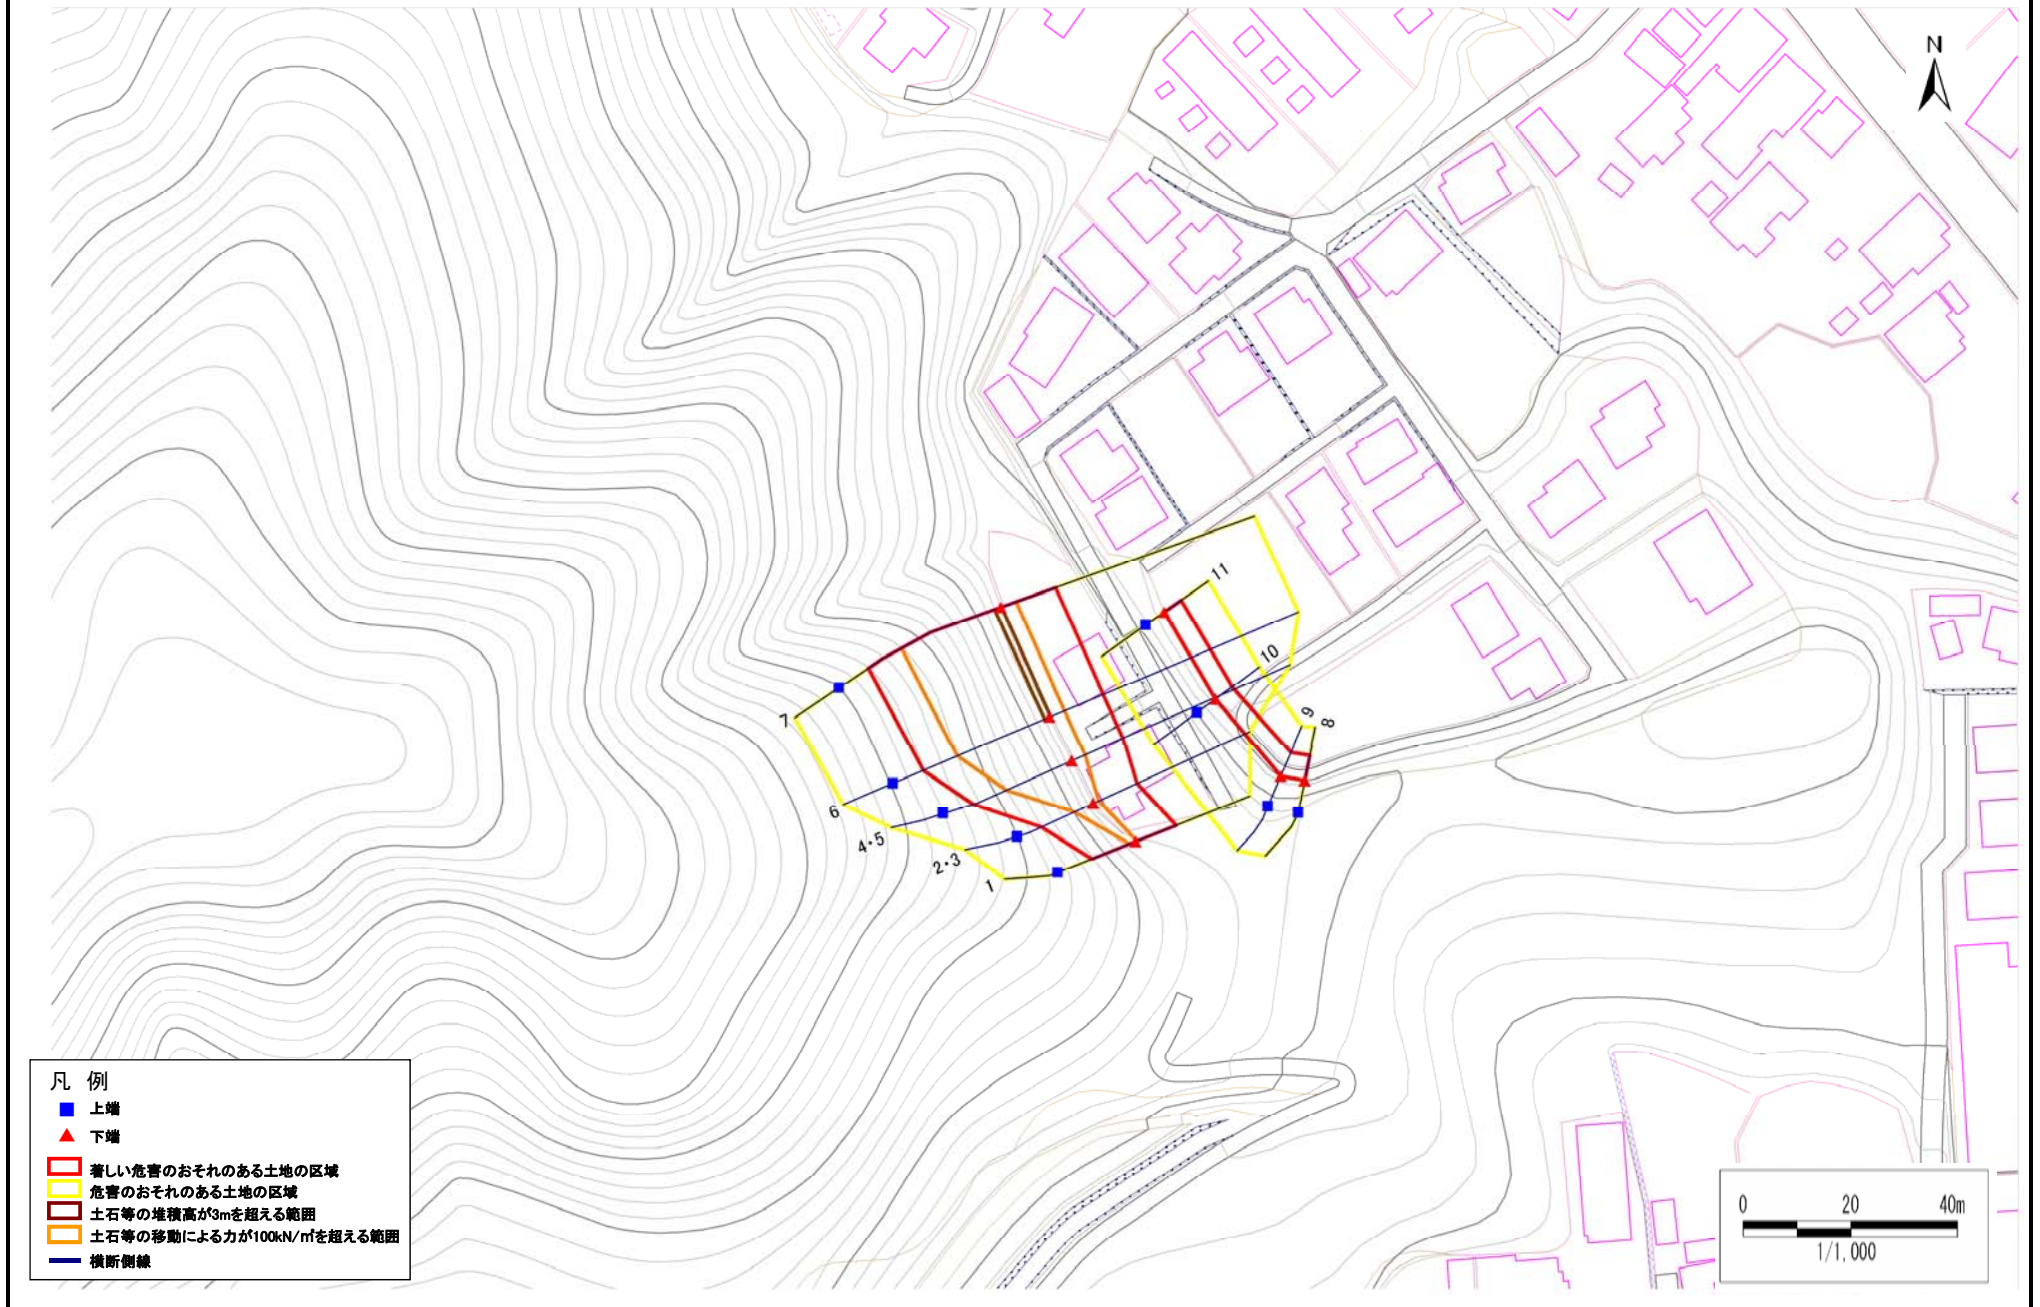 N
11
10
9
8
7
6
4・5
2・3
1
凡 例
上端
下端
著しい危害のおそれのある土地の区域
危害のおそれのある土地の区域
土石等の堆積高が3mを超える範囲
土石等の移動による力が100kN/㎡を超える範囲
横断側線
0 20 40m
1/1,000